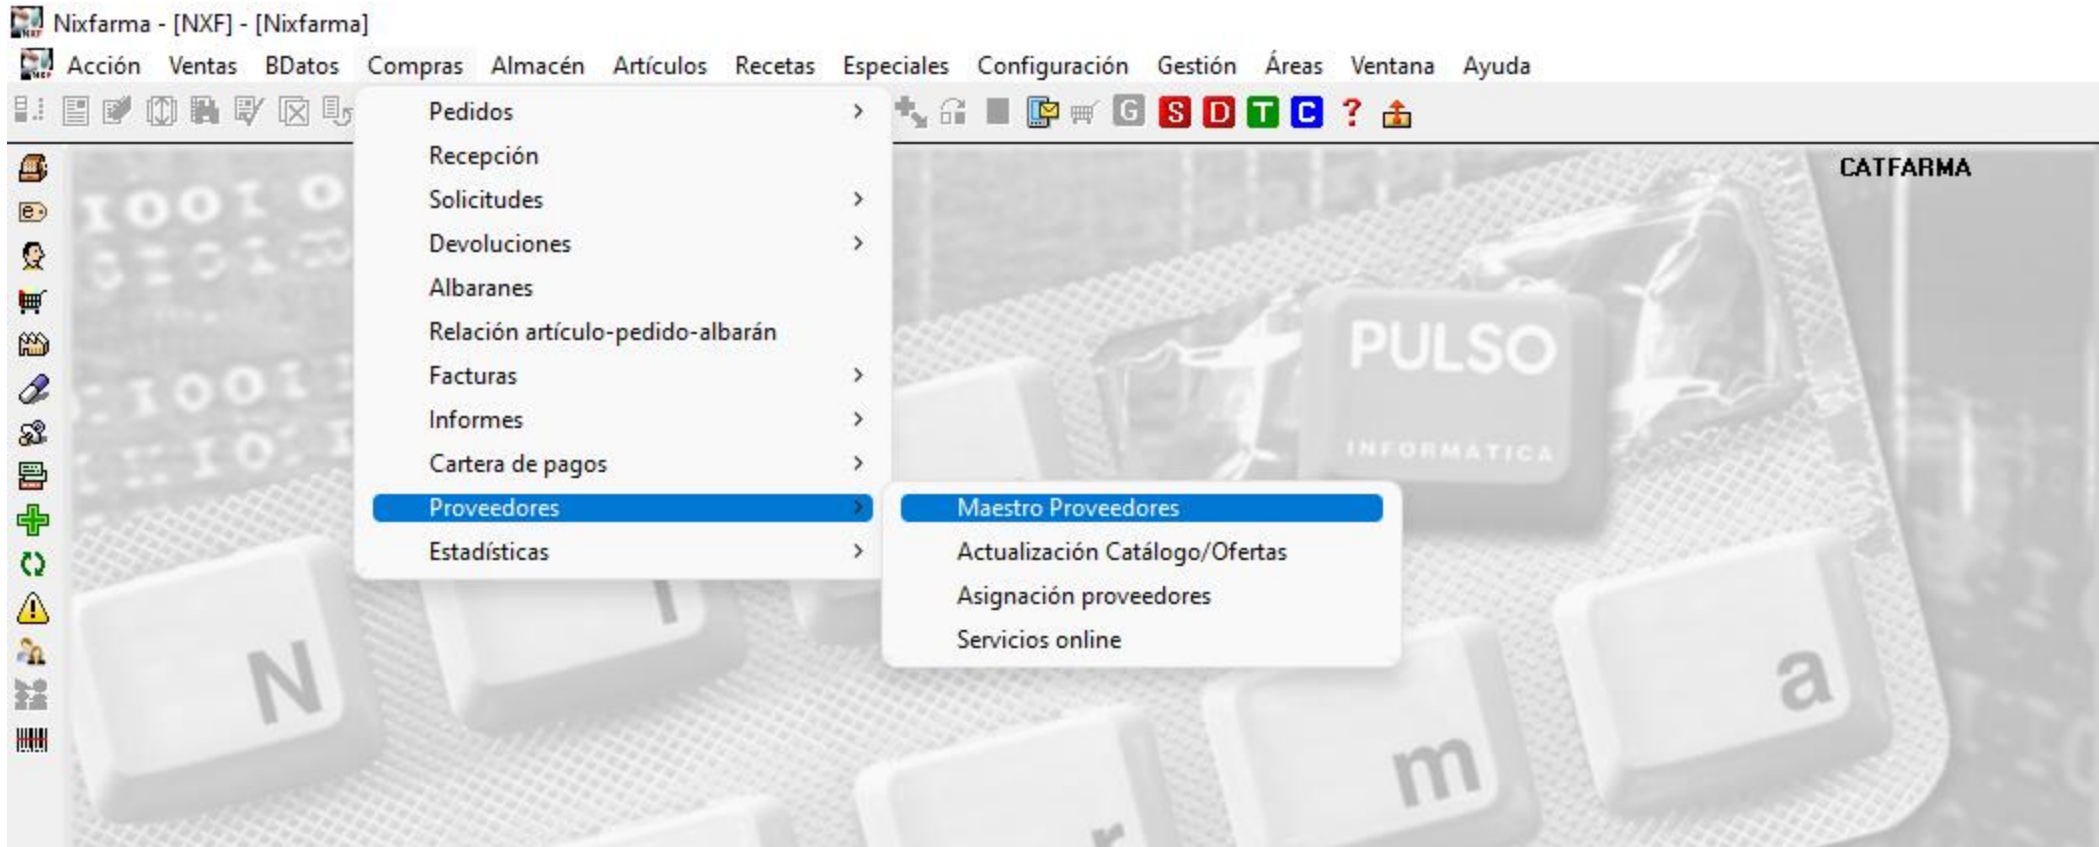 Nixfarma - [NXF] - [Nixfarma]
Acción Ventas BDatos Compras Almacén Artículos Recetas Especiales Configuración Gestión Áreas Ventana Ayuda
G S D T C ?
CATFARMA
Pedidos
Recepción
Solicitudes
Devoluciones
Albaranes
Relación artículo-pedido-albarán
Facturas
Informes
Cartera de pagos
Proveedores
Estadísticas
Maestro Proveedores
Actualización Catálogo/Ofertas
Asignación proveedores
Servicios online
PULSO
INFORMATICA
N i r m a